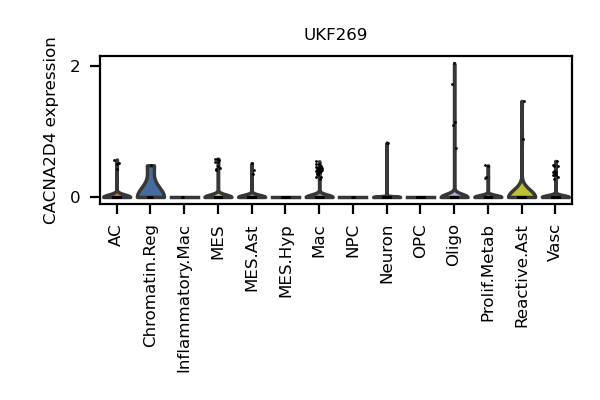 UKF269
CACNA2D4 expression
2
0
AC
Chromatin.Reg
Inflammatory.Mac
MES
MES.Ast
MES.Hyp
Mac
NPC
Neuron
OPC
Oligo
Prolif.Metab
Reactive.Ast
Vasc